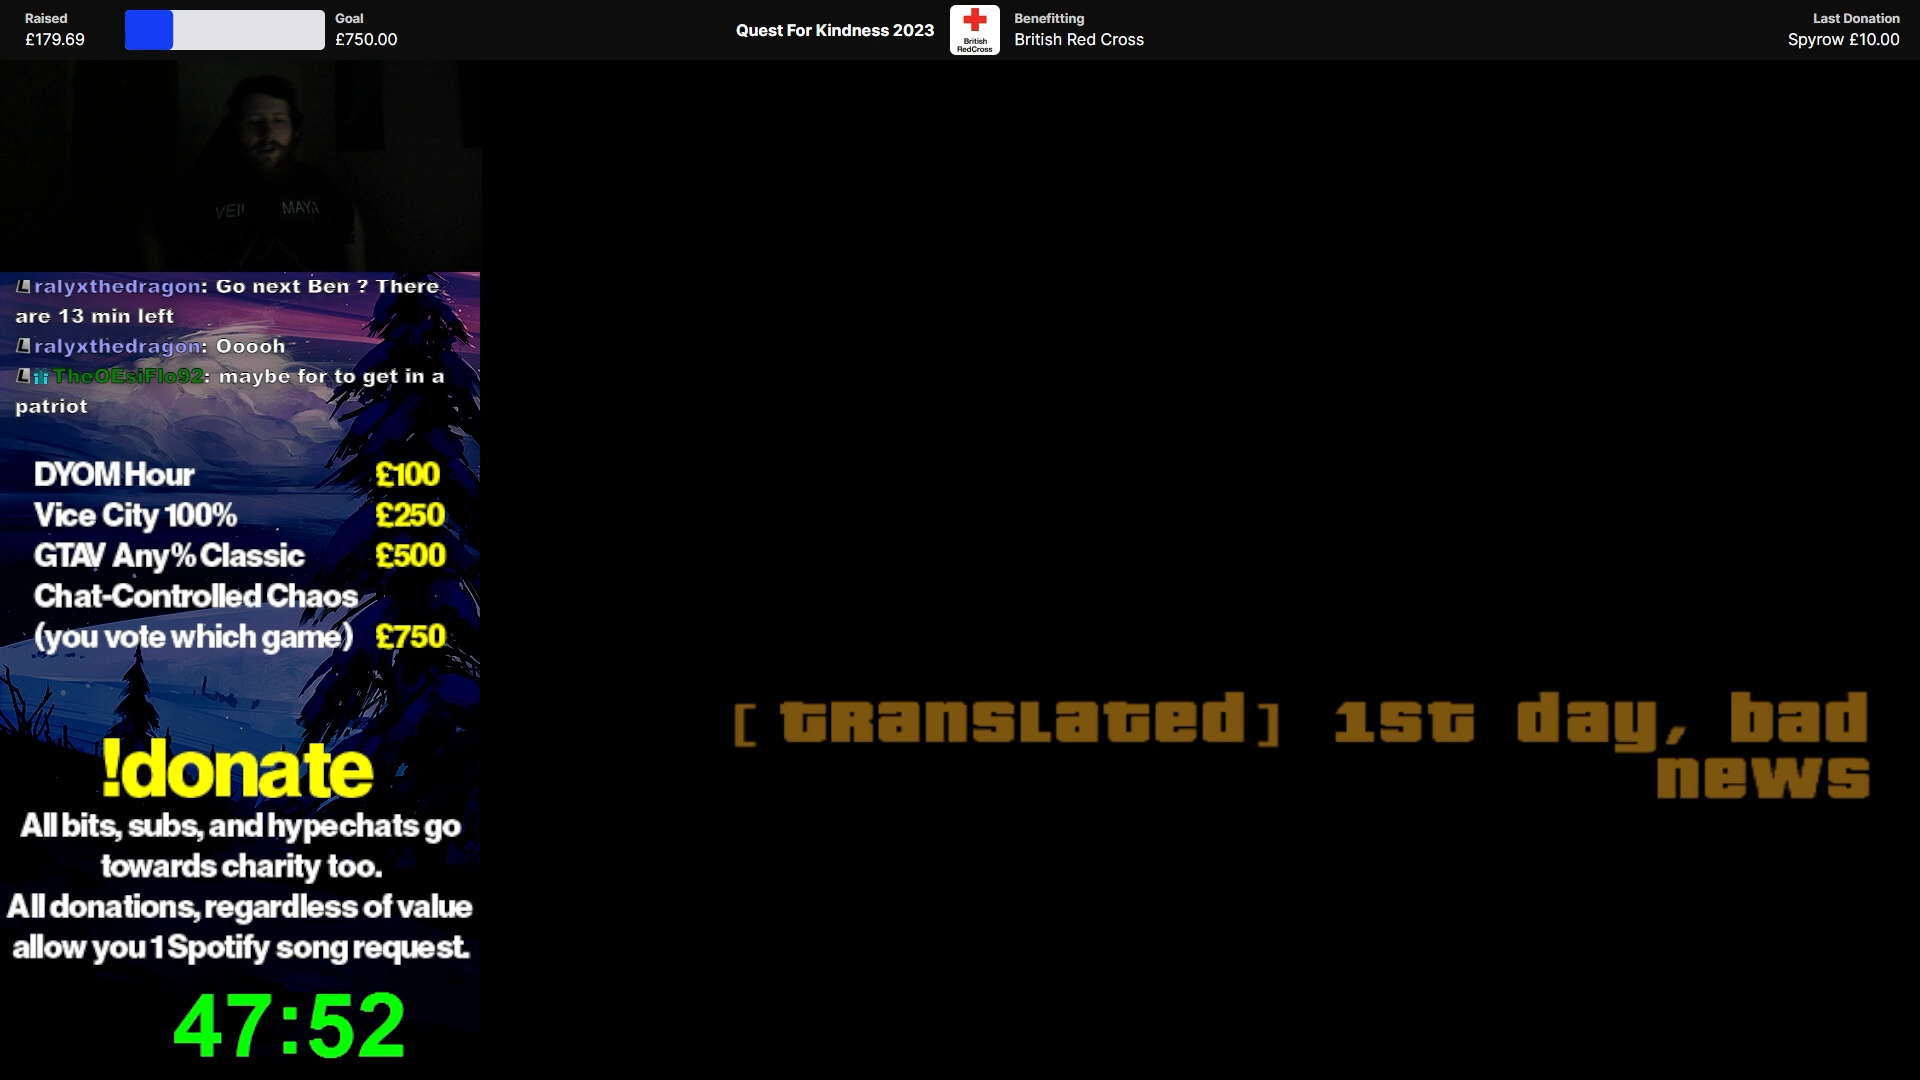 Raised
£179.69
Goal
£750.00
Quest For Kindness 2023
British
RedCross
Benefitting
British Red Cross
Last Donation
Spyrow £10.00
VEIL MAYA
ralyxthedragon: Go next Ben ? There
are 13 min left
ralyxthedragon: Ooooh
TheOEsiFlo92: maybe for to get in a
patriot
DYOM Hour £100
Vice City 100% £250
GTAV Any% Classic £500
Chat-Controlled Chaos
(you vote which game) £750
!donate
All bits, subs, and hypechats go
towards charity too.
All donations, regardless of value
allow you 1 Spotify song request.
47:52
[translated] 1st day, bad
news